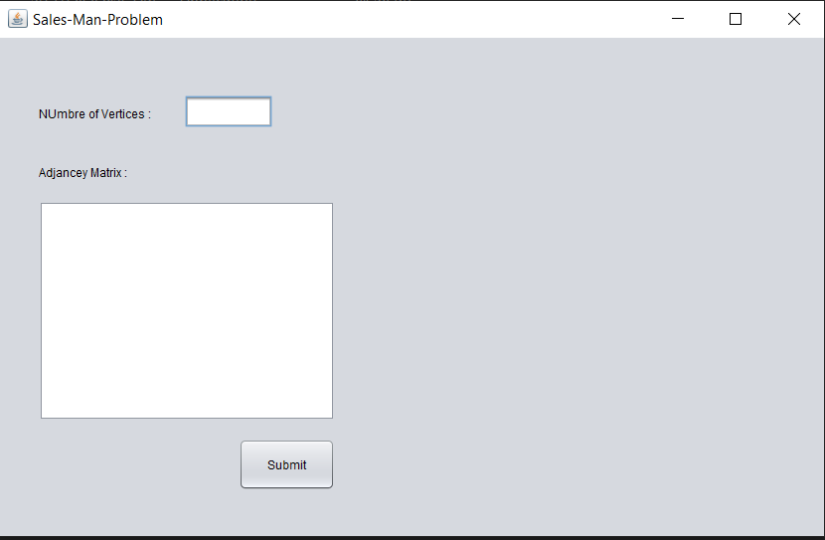 Sales-Man-Problem
NUmbre of Vertices :
Adjancey Matrix :
Submit